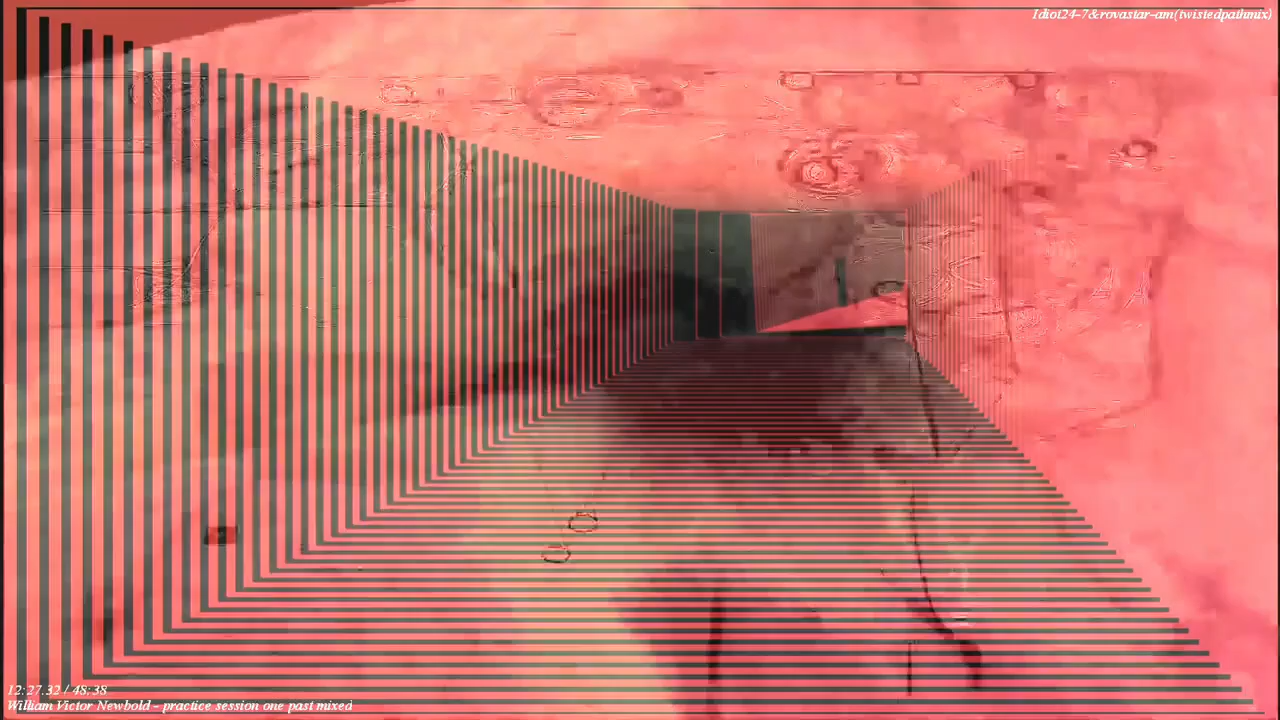 Idiot24-7&rovastar-am(twistedpathmix)
12:27.32 / 48:38
William Victor Newbold - practice session one past mixed